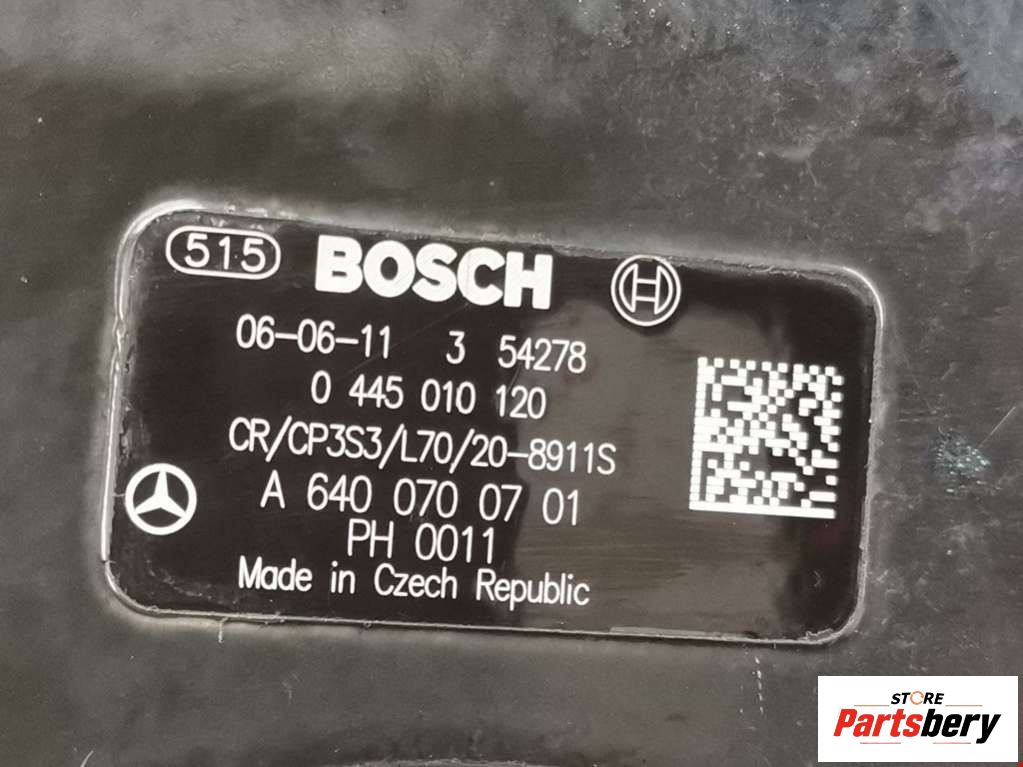 515 BOSCH
06-06-11 3 54278
0 445 010 120
CR/CP3S3/L70/20-8911S
A 640 070 07 01
PH 0011
Made in Czech Republic
STORE
Partsbery